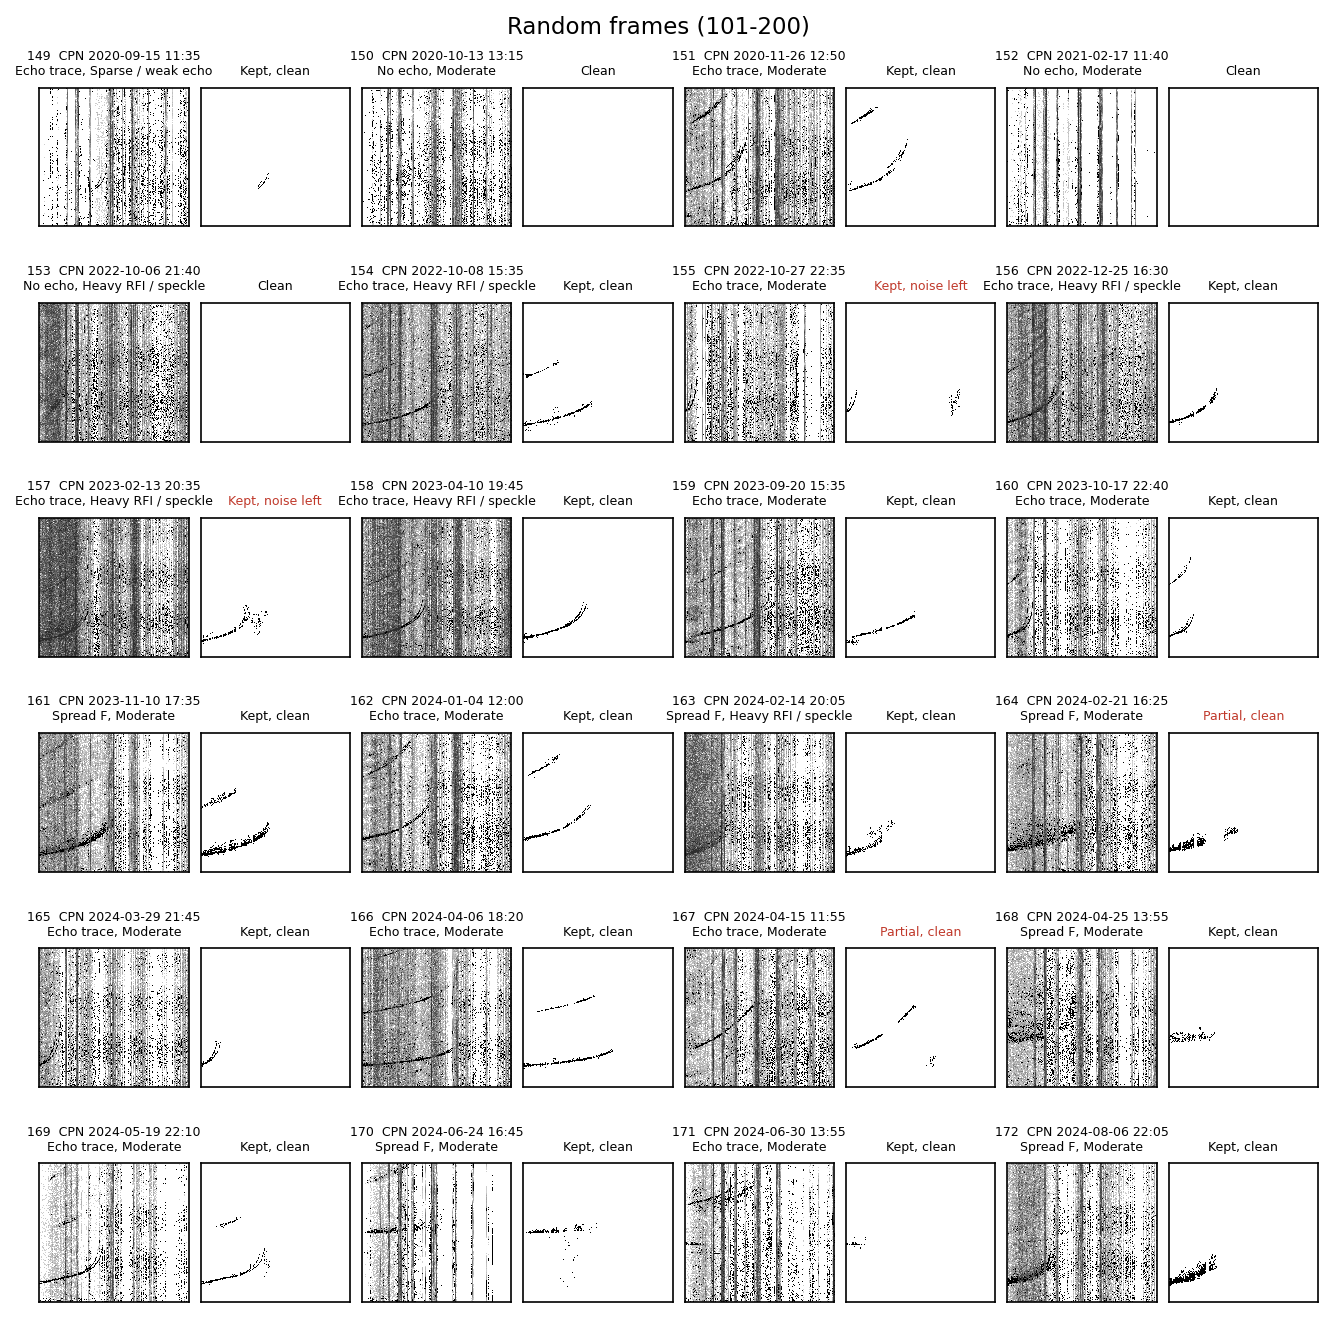 Random frames (101-200)
149 CPN 2020-09-15 11:35
Echo trace, Sparse / weak echo
Kept, clean
150 CPN 2020-10-13 13:15
No echo, Moderate
Clean
151 CPN 2020-11-26 12:50
Echo trace, Moderate
Kept, clean
152 CPN 2021-02-17 11:40
No echo, Moderate
Clean
153 CPN 2022-10-06 21:40
No echo, Heavy RFI / speckle
Clean
154 CPN 2022-10-08 15:35
Echo trace, Heavy RFI / speckle
Kept, clean
155 CPN 2022-10-27 22:35
Echo trace, Moderate
Kept, noise left
156 CPN 2022-12-25 16:30
Echo trace, Heavy RFI / speckle
Kept, clean
157 CPN 2023-02-13 20:35
Echo trace, Heavy RFI / speckle
Kept, noise left
158 CPN 2023-04-10 19:45
Echo trace, Heavy RFI / speckle
Kept, clean
159 CPN 2023-09-20 15:35
Echo trace, Moderate
Kept, clean
160 CPN 2023-10-17 22:40
Echo trace, Moderate
Kept, clean
161 CPN 2023-11-10 17:35
Spread F, Moderate
Kept, clean
162 CPN 2024-01-04 12:00
Echo trace, Moderate
Kept, clean
163 CPN 2024-02-14 20:05
Spread F, Heavy RFI / speckle
Kept, clean
164 CPN 2024-02-21 16:25
Spread F, Moderate
Partial, clean
165 CPN 2024-03-29 21:45
Echo trace, Moderate
Kept, clean
166 CPN 2024-04-06 18:20
Echo trace, Moderate
Kept, clean
167 CPN 2024-04-15 11:55
Echo trace, Moderate
Partial, clean
168 CPN 2024-04-25 13:55
Spread F, Moderate
Kept, clean
169 CPN 2024-05-19 22:10
Echo trace, Moderate
Kept, clean
170 CPN 2024-06-24 16:45
Spread F, Moderate
Kept, clean
171 CPN 2024-06-30 13:55
Echo trace, Moderate
Kept, clean
172 CPN 2024-08-06 22:05
Spread F, Moderate
Kept, clean